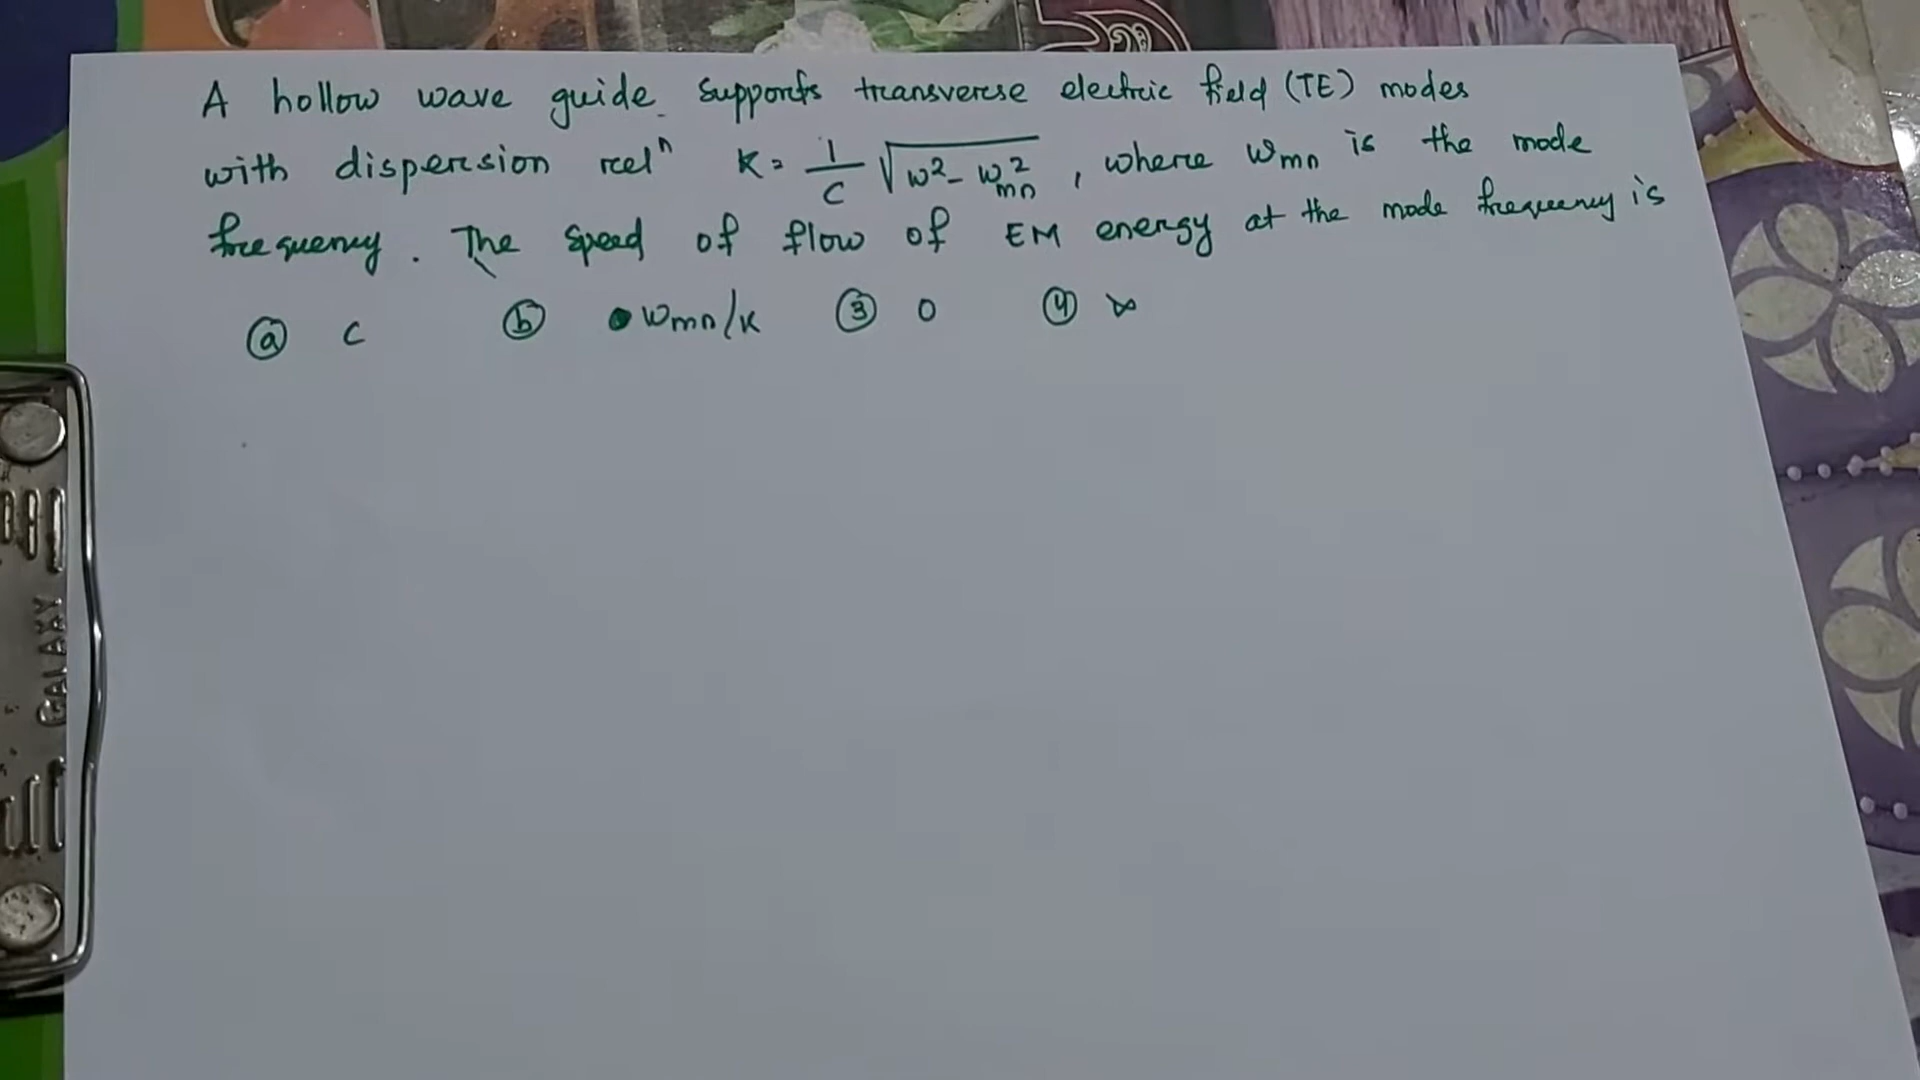 A hollow wave guide supports transverse electric field (TE) modes
with dispersion relⁿ K = 1/C √(ω² - ω²mn), where ωmn is the mode
frequency. The speed of flow of EM energy at the mode frequency is
ⓐ C ⓑ ωmn/K ③ 0 ④ ∞
GALAXY